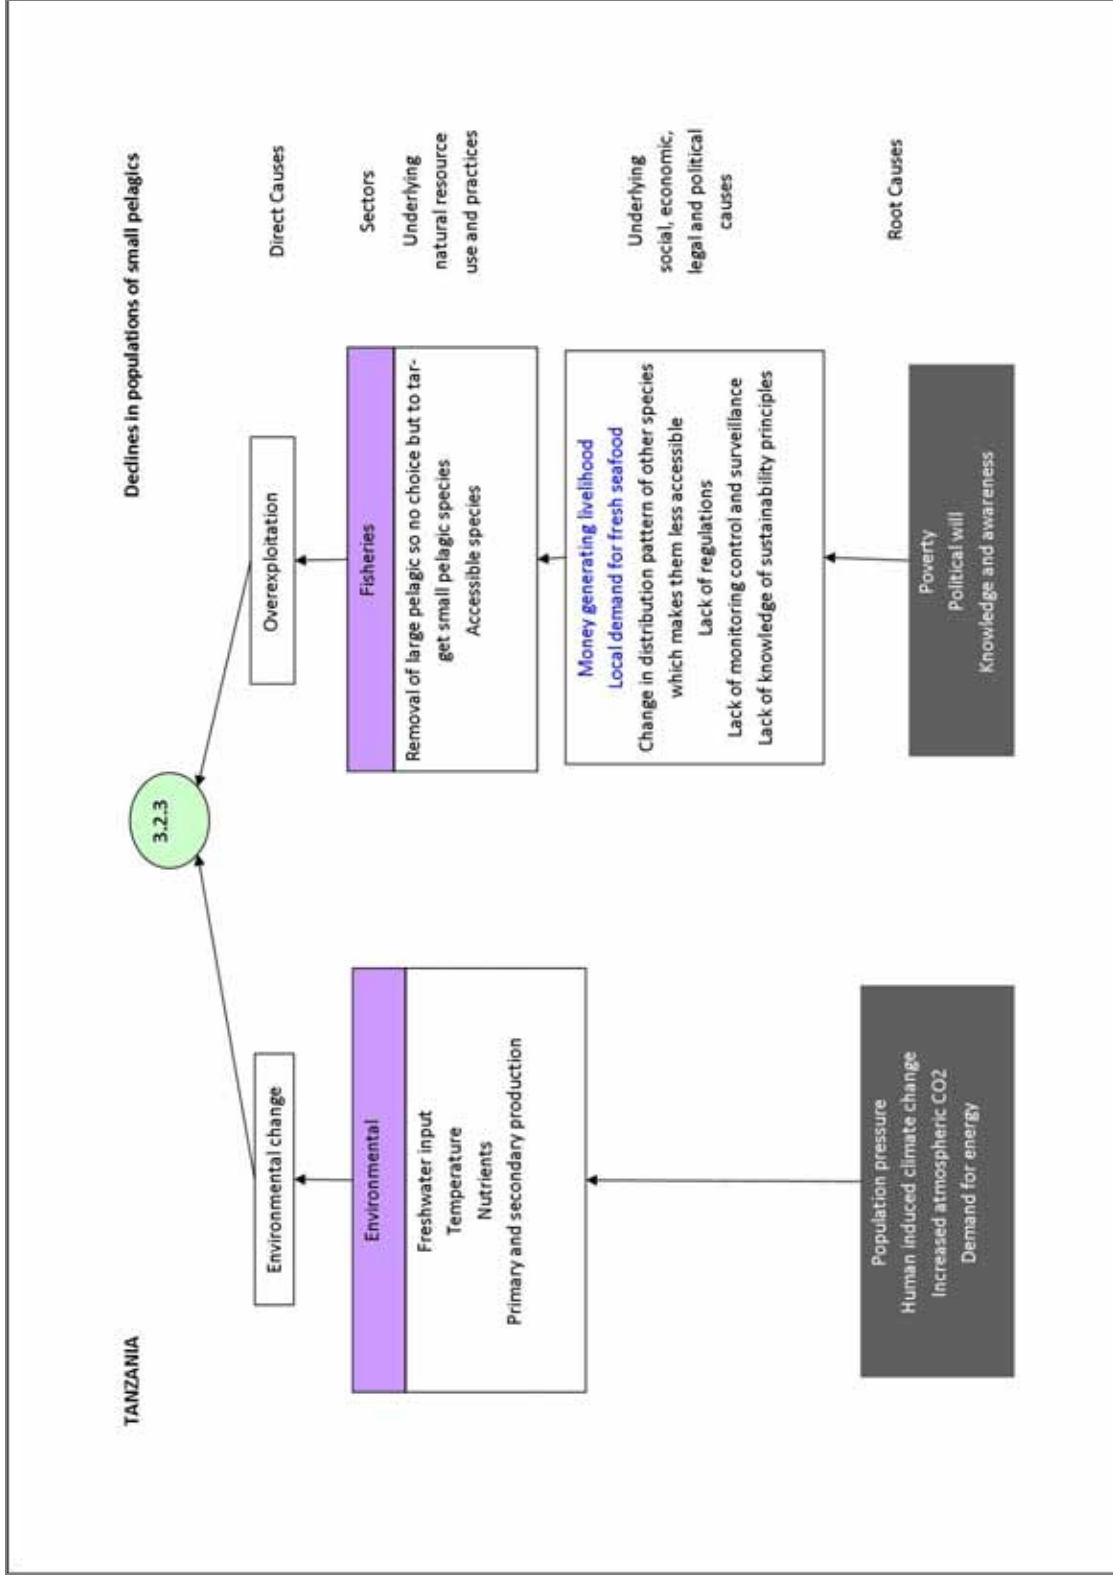 TANZANIA
Declines in populations of small pelagics
3.2.3
Environmental change
Overexploitation
Direct Causes
Environmental
Fisheries
Sectors
Freshwater input
Temperature
Nutrients
Primary and secondary production
Removal of large pelagic so no choice but to tar-
get small pelagic species
Accessible species
Underlying
natural resource
use and practices
Money generating livelihood
Local demand for fresh seafood
Change in distribution pattern of other species
which makes them less accessible
Lack of regulations
Lack of monitoring control and surveillance
Lack of knowledge of sustainability principles
Underlying
social, economic,
legal and political
causes
Population pressure
Human induced climate change
Increased atmospheric CO2
Demand for energy
Poverty
Political will
Knowledge and awareness
Root Causes